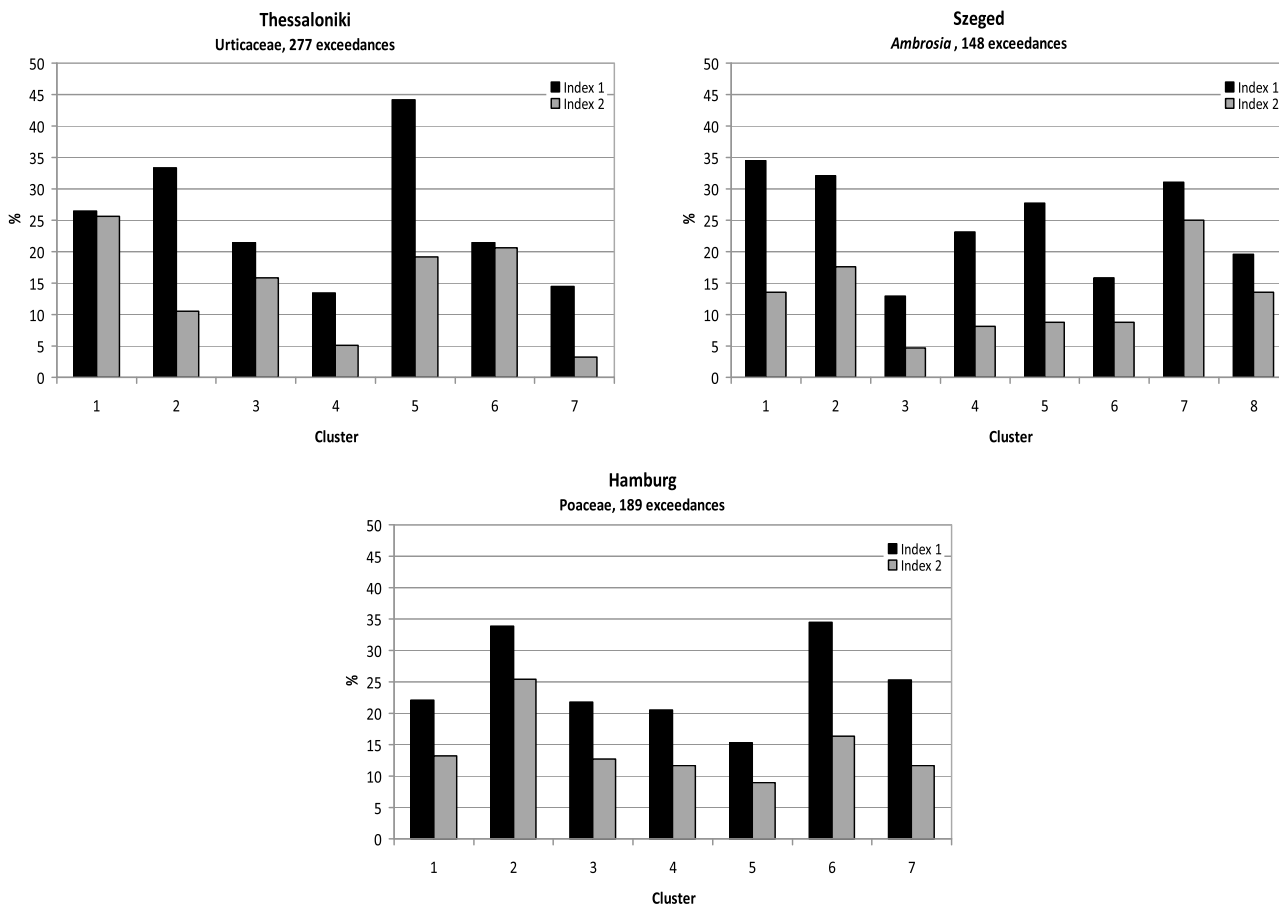 Thessaloniki
Urticaceae, 277 exceedances
50
45
40
35
30
25
20
15
10
5
0
%
Index 1
Index 2
1 2 3 4 5 6 7
Cluster
Szeged
Ambrosia , 148 exceedances
50
45
40
35
30
25
20
15
10
5
0
%
Index 1
Index 2
1 2 3 4 5 6 7 8
Cluster
Hamburg
Poaceae, 189 exceedances
50
45
40
35
30
25
20
15
10
5
0
%
Index 1
Index 2
1 2 3 4 5 6 7
Cluster